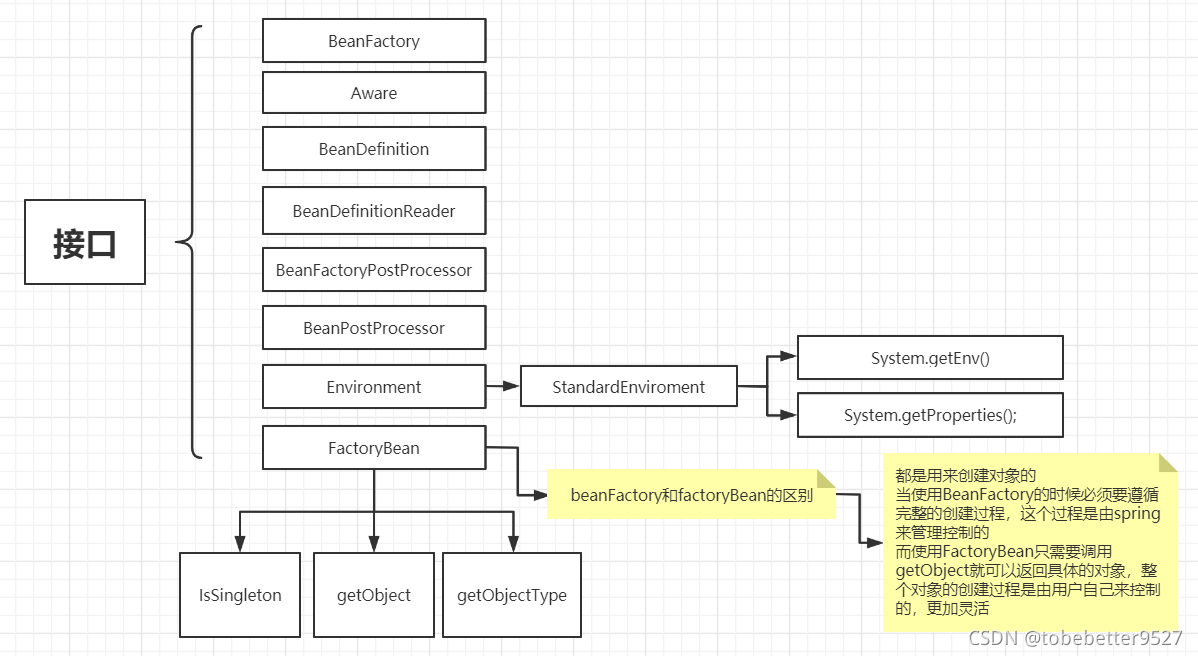 接口
BeanFactory
Aware
BeanDefinition
BeanDefinitionReader
BeanFactoryPostProcessor
BeanPostProcessor
Environment
StandardEnviroment
System.getEnv()
System.getProperties();
FactoryBean
beanFactory和factoryBean的区别
都是用来创建对象的
当使用BeanFactory的时候必须要遵循
完整的创建过程，这个过程是由spring
来管理控制的
而使用FactoryBean只需要调用
getObject就可以返回具体的对象，整
个对象的创建过程是由用户自己来控制
的，更加灵活
IsSingleton
getObject
getObjectType
CSDN @tobebetter9527